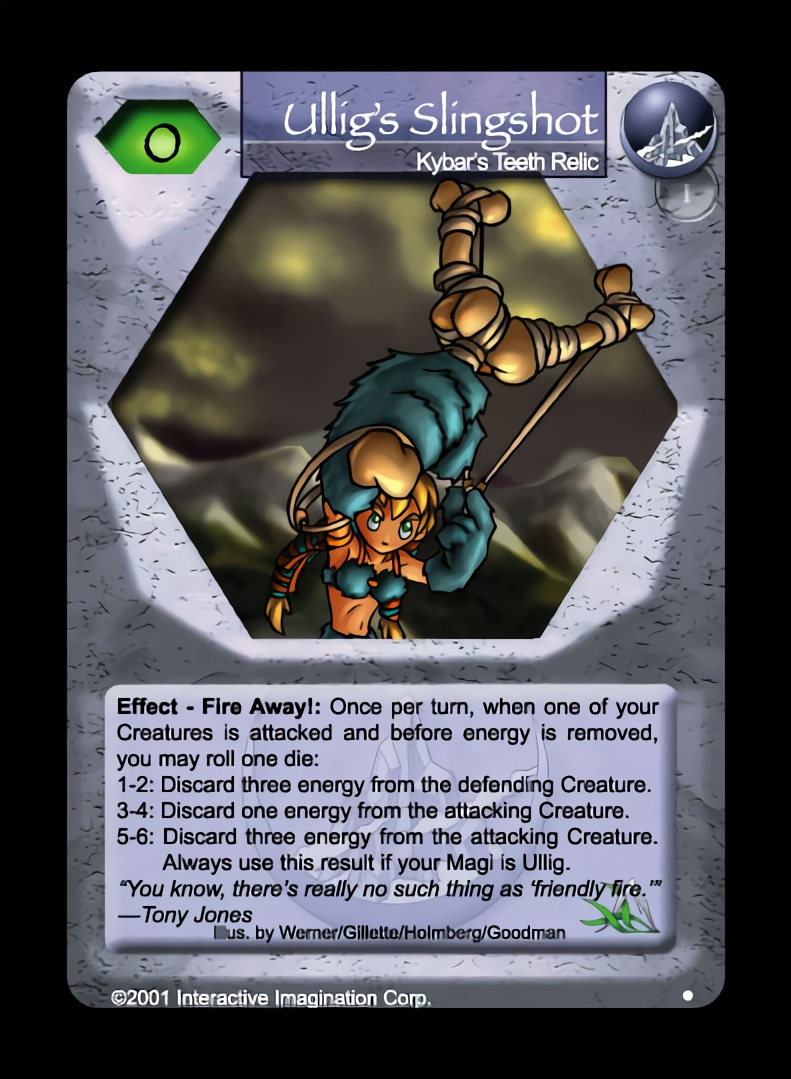 0
Ullig's Slingshot
Kybar's Teeth Relic
1
Effect - Fire Away!: Once per turn, when one of your
Creatures is attacked and before energy is removed,
you may roll one die:
1-2: Discard three energy from the defending Creature.
3-4: Discard one energy from the attacking Creature.
5-6: Discard three energy from the attacking Creature.
Always use this result if your Magi is Ullig.
“You know, there's really no such thing as ‘friendly fire.’”
—Tony Jones
Illus. by Werner/Gillette/Holmberg/Goodman
©2001 Interactive Imagination Corp.